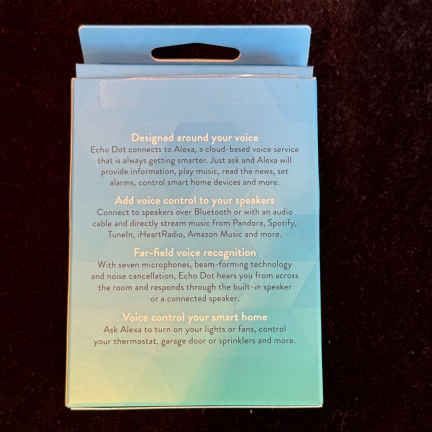 Designed around your voice
Echo Dot connects to Alexa, a cloud-based voice service
that is always getting smarter. Just ask and Alexa will
provide information, play music, read the news, set
alarms, control smart home devices and more.
Add voice control to your speakers
Connect to speakers over Bluetooth or with an audio
cable and directly stream music from Pandora, Spotify,
TuneIn, iHeartRadio, Amazon Music and more.
Far-field voice recognition
With seven microphones, beam-forming technology
and noise cancellation, Echo Dot hears you from across
the room and responds through the built-in speaker
or a connected speaker.
Voice control your smart home
Ask Alexa to turn on your lights or fans, control
your thermostat, garage door or sprinklers and more.